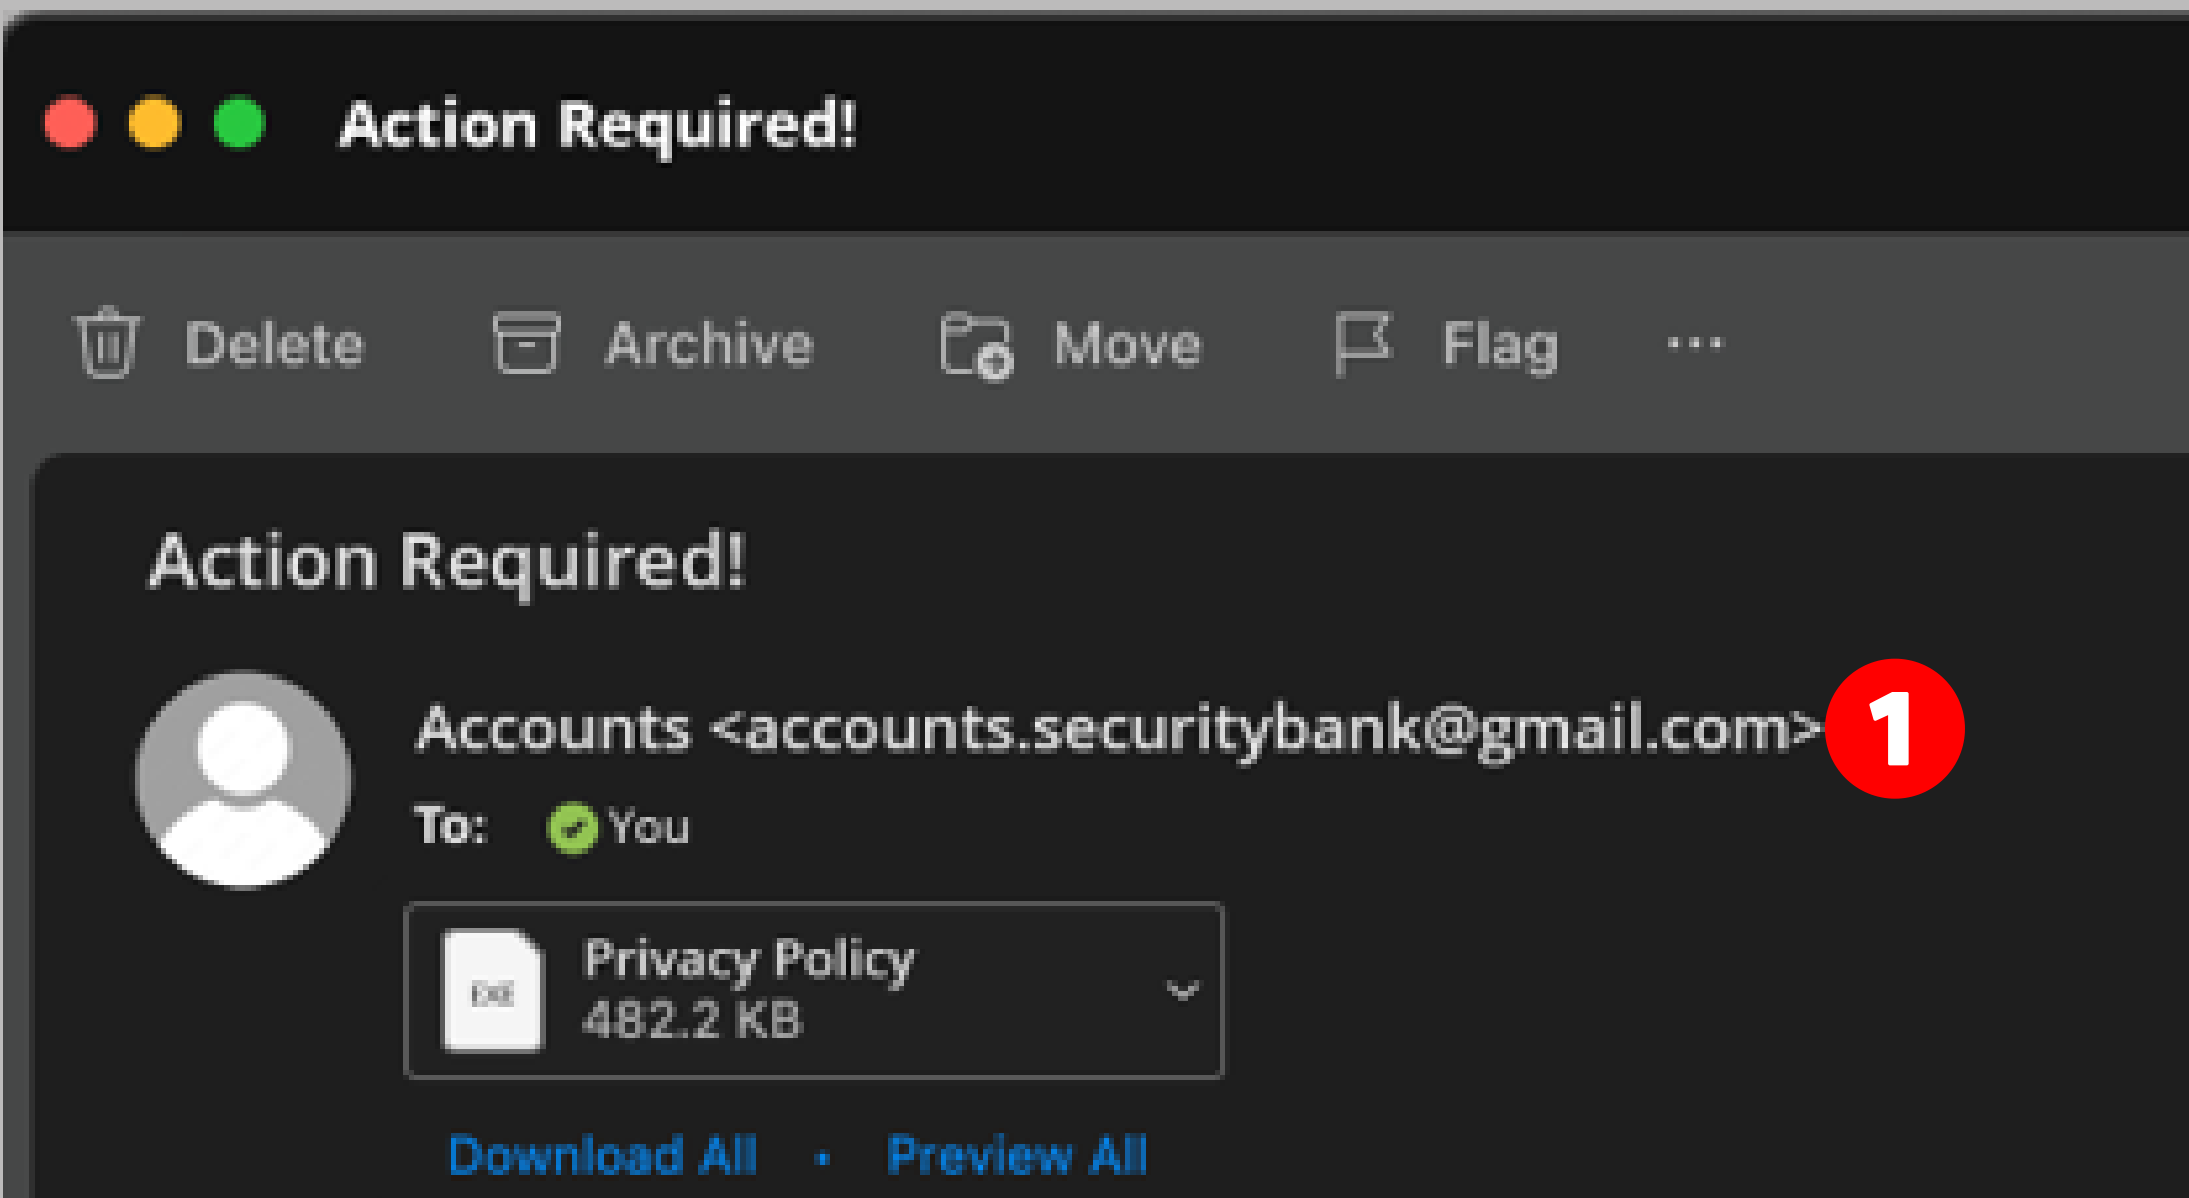 Action Required!
Delete Archive Move Flag ...
Action Required!
Accounts <accounts.securitybank@gmail.com> 1
To: You
EXE
Privacy Policy
482.2 KB
Download All · Preview All